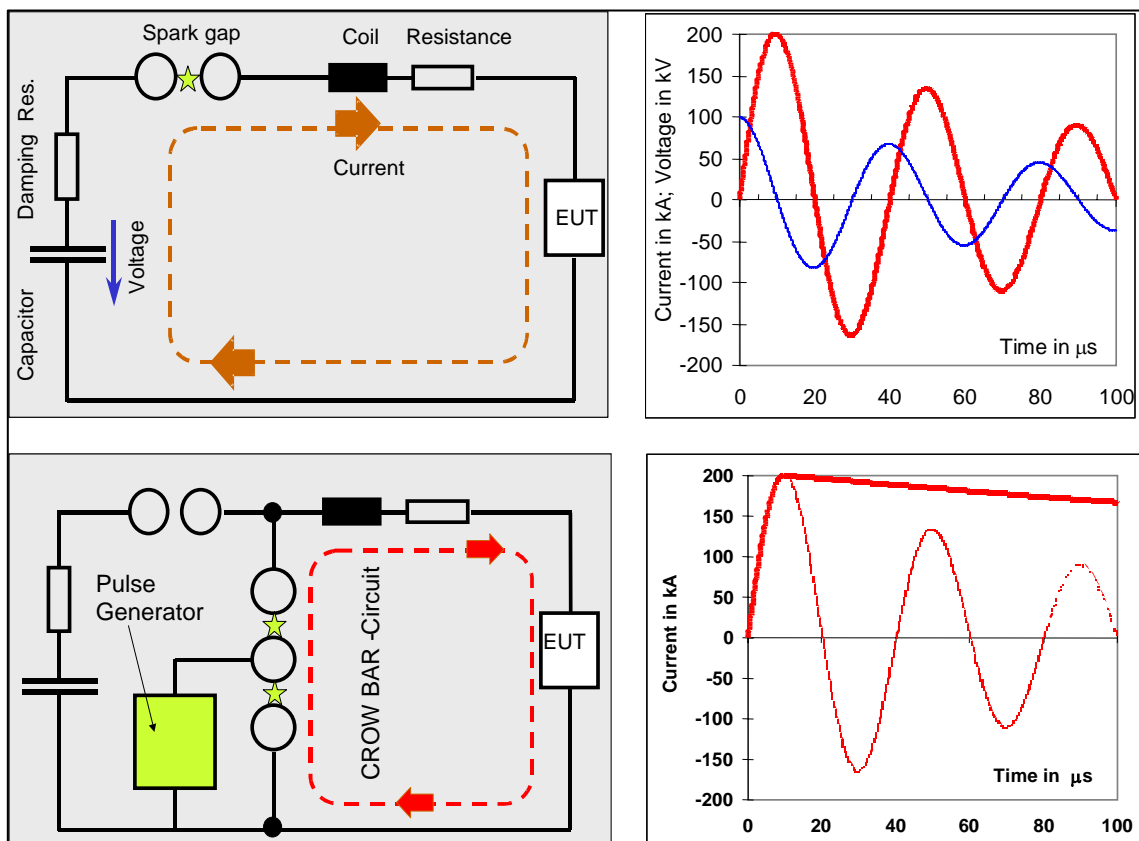 Spark gap
Coil
Resistance
Damping Res.
Current
EUT
Voltage
Capacitor
Current in kA; Voltage in kV
200
150
100
50
0
-50
-100
-150
-200
Time in μs
0 20 40 60 80 100
Pulse
Generator
CROW BAR -Circuit
EUT
Current in kA
200
150
100
50
0
-50
-100
-150
-200
Time in μs
0 20 40 60 80 100